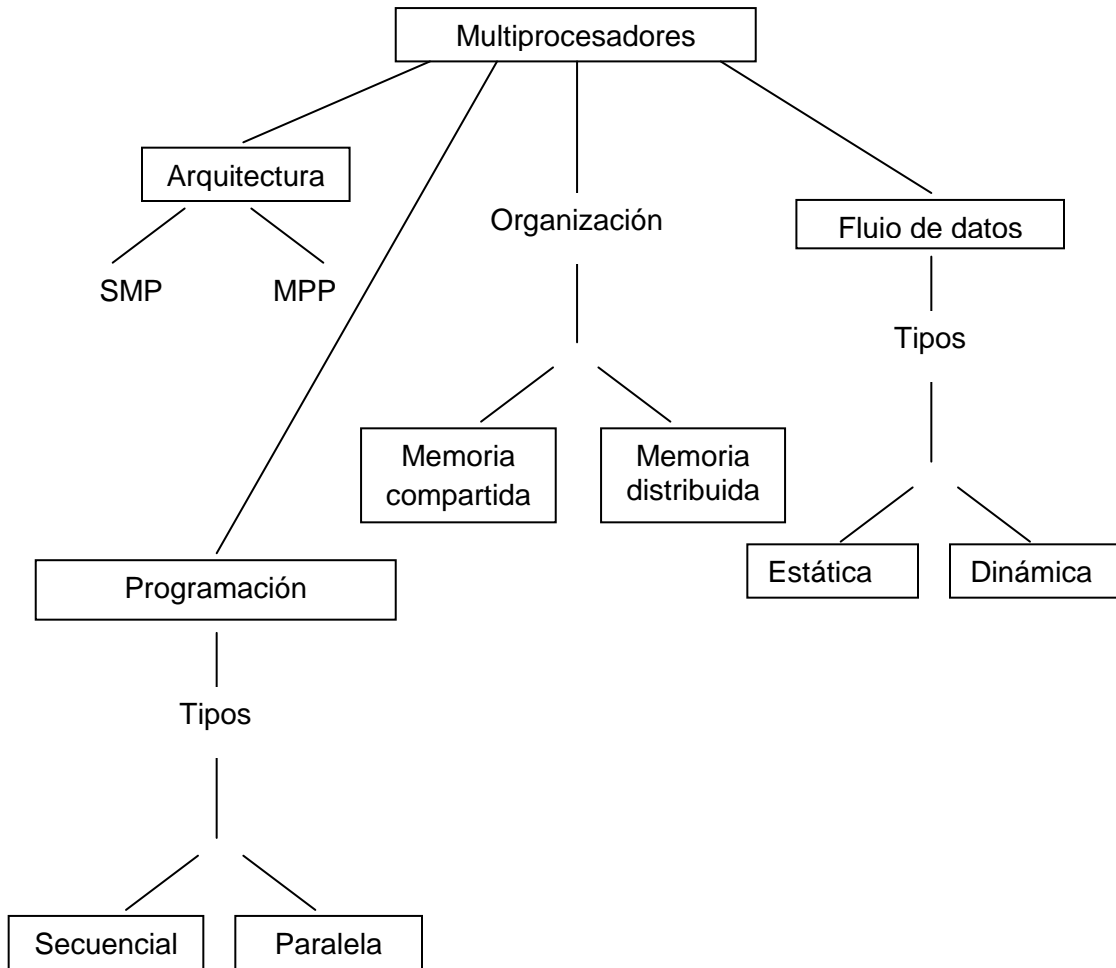 Multiprocesadores
Arquitectura
Organización
Fluio de datos
SMP
MPP
Tipos
Memoria
compartida
Memoria
distribuida
Estática
Dinámica
Programación
Tipos
Secuencial
Paralela